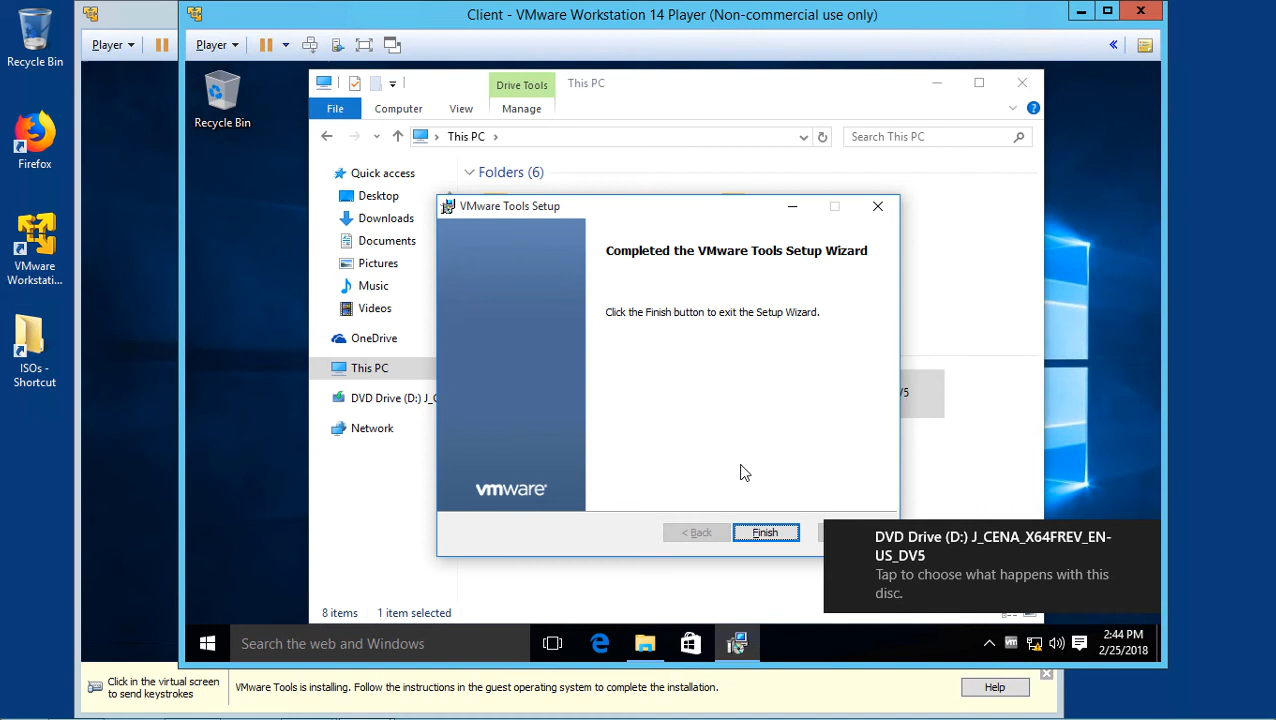 Client - VMware Workstation 14 Player (Non-commercial use only)
Recycle Bin
Firefox
VMware
Workstati...
ISOs -
Shortcut
Player
Player
Recycle Bin
Drive Tools
This PC
File
Computer
View
Manage
This PC
Search This PC
Quick access
Desktop
Downloads
Documents
Pictures
Music
Videos
OneDrive
This PC
DVD Drive (D:) J_C
Network
Folders (6)
VMware Tools Setup
Completed the VMware Tools Setup Wizard
Click the Finish button to exit the Setup Wizard.
vmware
< Back
Finish
V5
DVD Drive (D:) J_CENA_X64FREV_EN-
US_DV5
Tap to choose what happens with this
disc.
8 items
1 item selected
Search the web and Windows
vm
2:44 PM
2/25/2018
Click in the virtual screen
to send keystrokes
VMware Tools is installing. Follow the instructions in the guest operating system to complete the installation.
Help